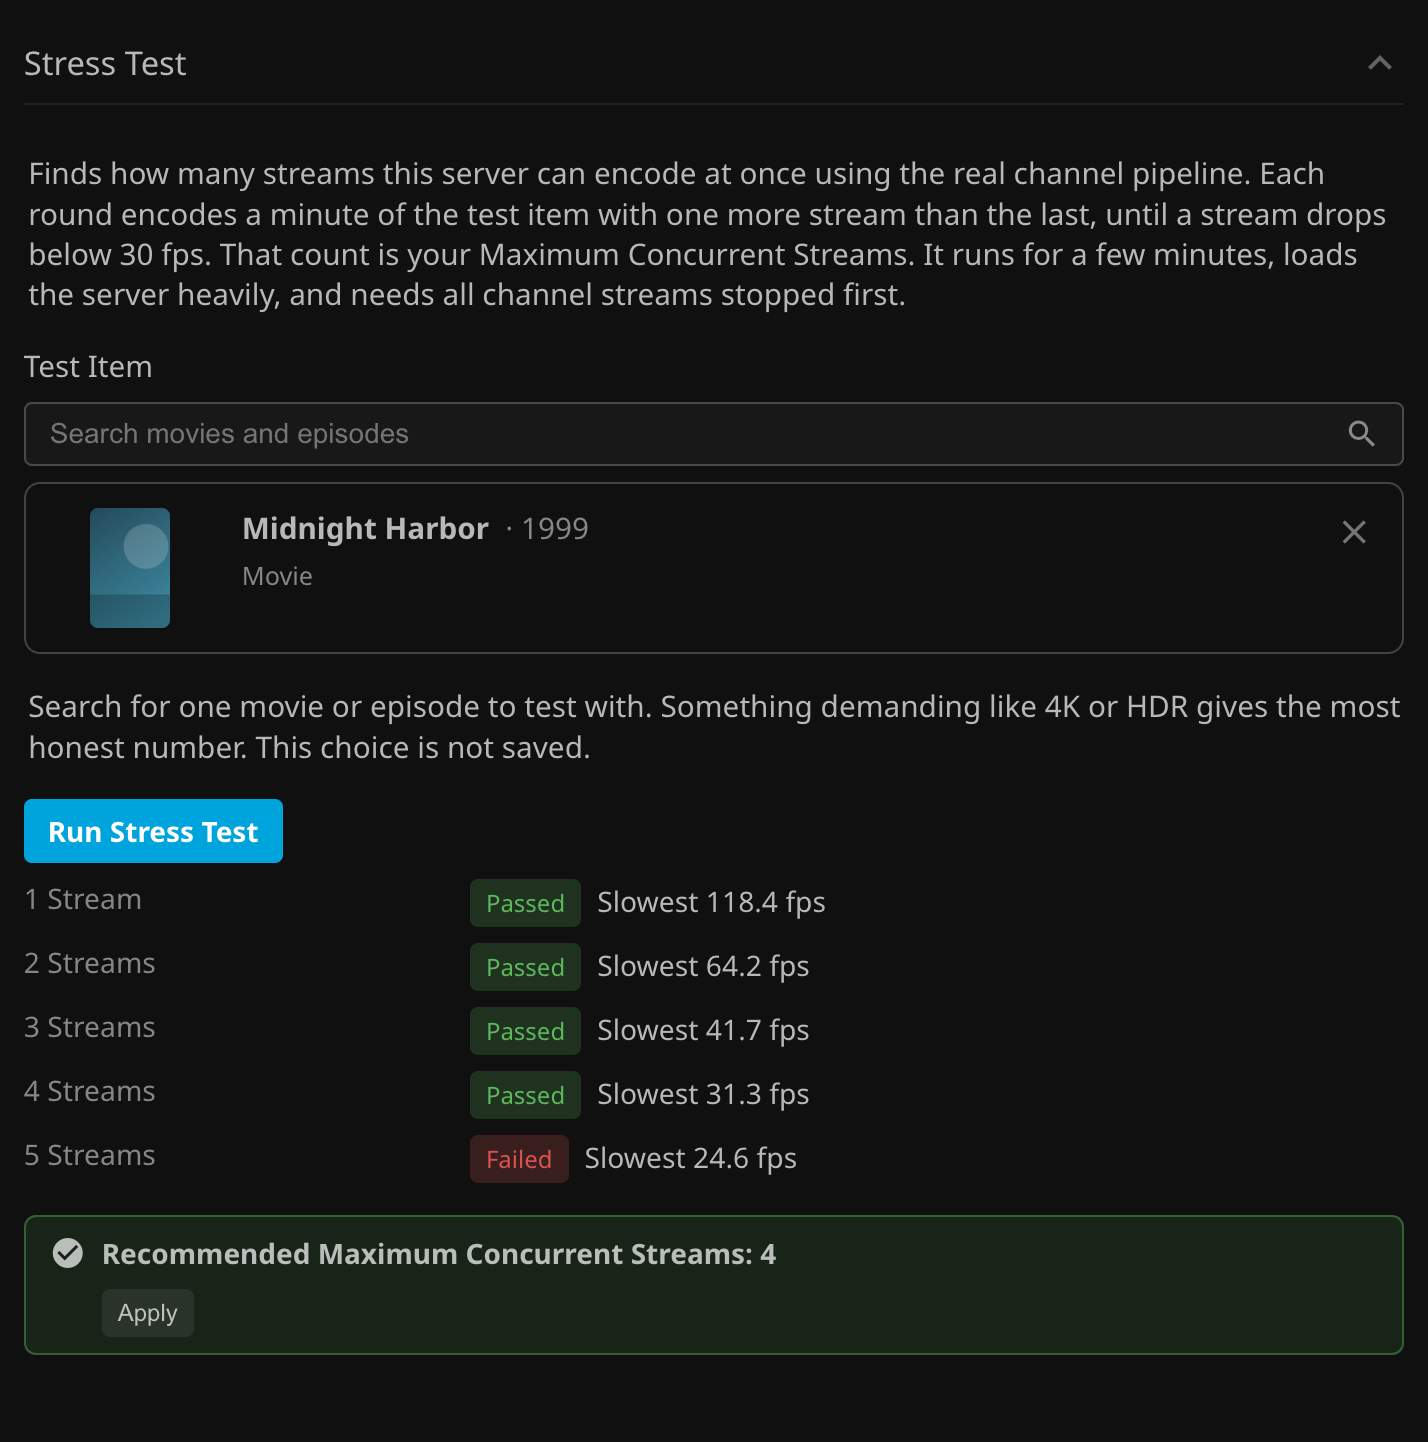 Stress Test
Finds how many streams this server can encode at once using the real channel pipeline. Each
round encodes a minute of the test item with one more stream than the last, until a stream drops
below 30 fps. That count is your Maximum Concurrent Streams. It runs for a few minutes, loads
the server heavily, and needs all channel streams stopped first.
Test Item
Search movies and episodes
Midnight Harbor · 1999
Movie
Search for one movie or episode to test with. Something demanding like 4K or HDR gives the most
honest number. This choice is not saved.
Run Stress Test
1 Stream Passed Slowest 118.4 fps
2 Streams Passed Slowest 64.2 fps
3 Streams Passed Slowest 41.7 fps
4 Streams Passed Slowest 31.3 fps
5 Streams Failed Slowest 24.6 fps
Recommended Maximum Concurrent Streams: 4
Apply